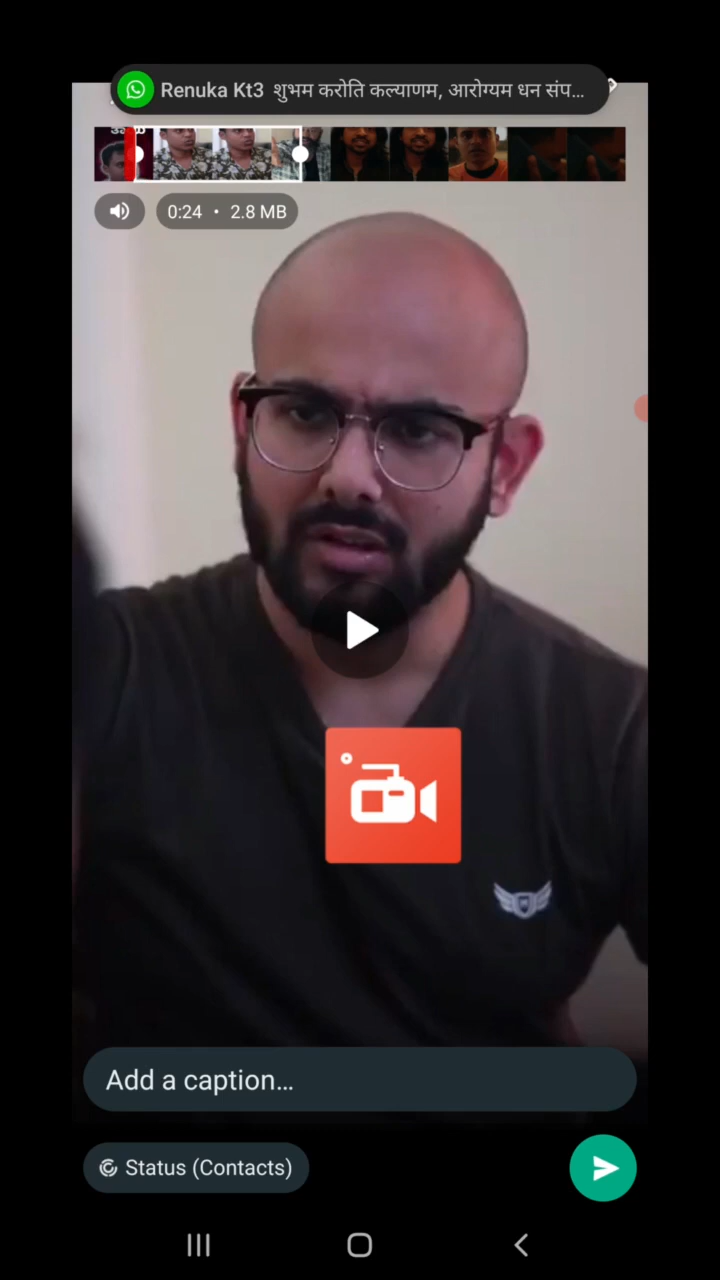 Renuka Kt3 शुभम करोति कल्याणम, आरोग्यम धन संप...
0:24 • 2.8 MB
Add a caption...
Status (Contacts)